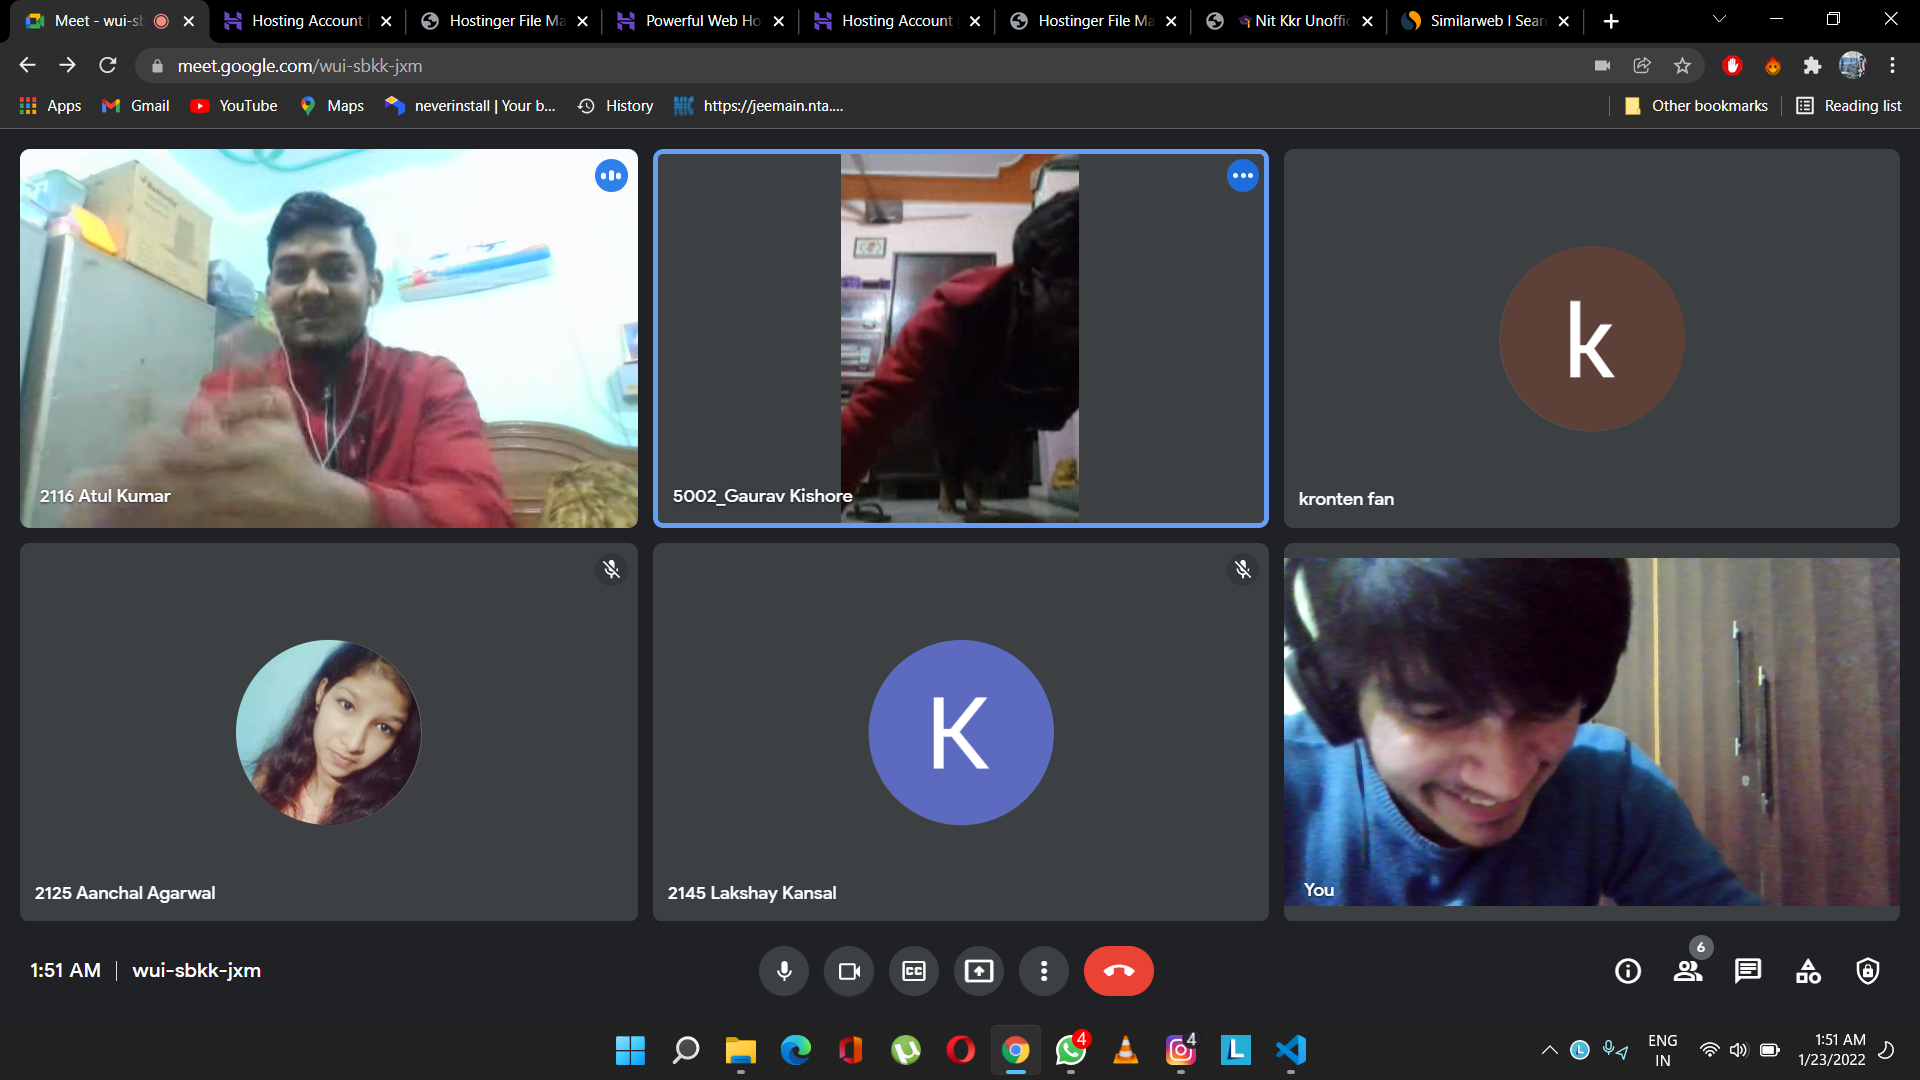 Meet - wui-sb
Hosting Account
Hostinger File Ma
Powerful Web Ho
Hosting Account
Hostinger File Ma
Nit Kkr Unoffic
Similarweb I Sear
meet.google.com/wui-sbkk-jxm
Apps
Gmail
YouTube
Maps
neverinstall | Your b...
History
https://jeemain.nta....
Other bookmarks
Reading list
2116 Atul Kumar
5002_Gaurav Kishore
k
kronten fan
2125 Aanchal Agarwal
K
2145 Lakshay Kansal
You
1:51 AM | wui-sbkk-jxm
CC
6
4
4
L
L
ENG
IN
1:51 AM
1/23/2022